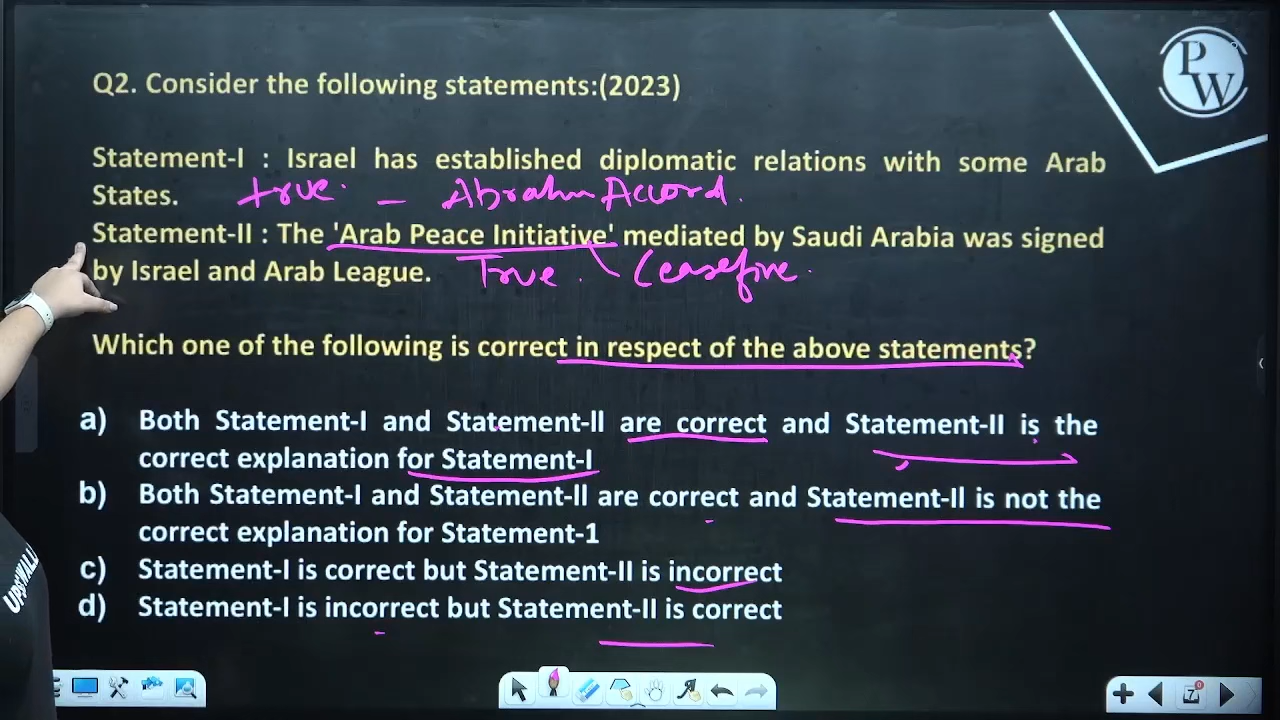 PW
Q2. Consider the following statements:(2023)
Statement-I : Israel has established diplomatic relations with some Arab
States. true. – Abraham Accord.
Statement-II : The 'Arab Peace Initiative' mediated by Saudi Arabia was signed
by Israel and Arab League. True. Ceasefire.
Which one of the following is correct in respect of the above statements?
a) Both Statement-I and Statement-II are correct and Statement-II is the
correct explanation for Statement-I
b) Both Statement-I and Statement-II are correct and Statement-II is not the
correct explanation for Statement-1
c) Statement-I is correct but Statement-II is incorrect
d) Statement-I is incorrect but Statement-II is correct
UPSWALLAH
7